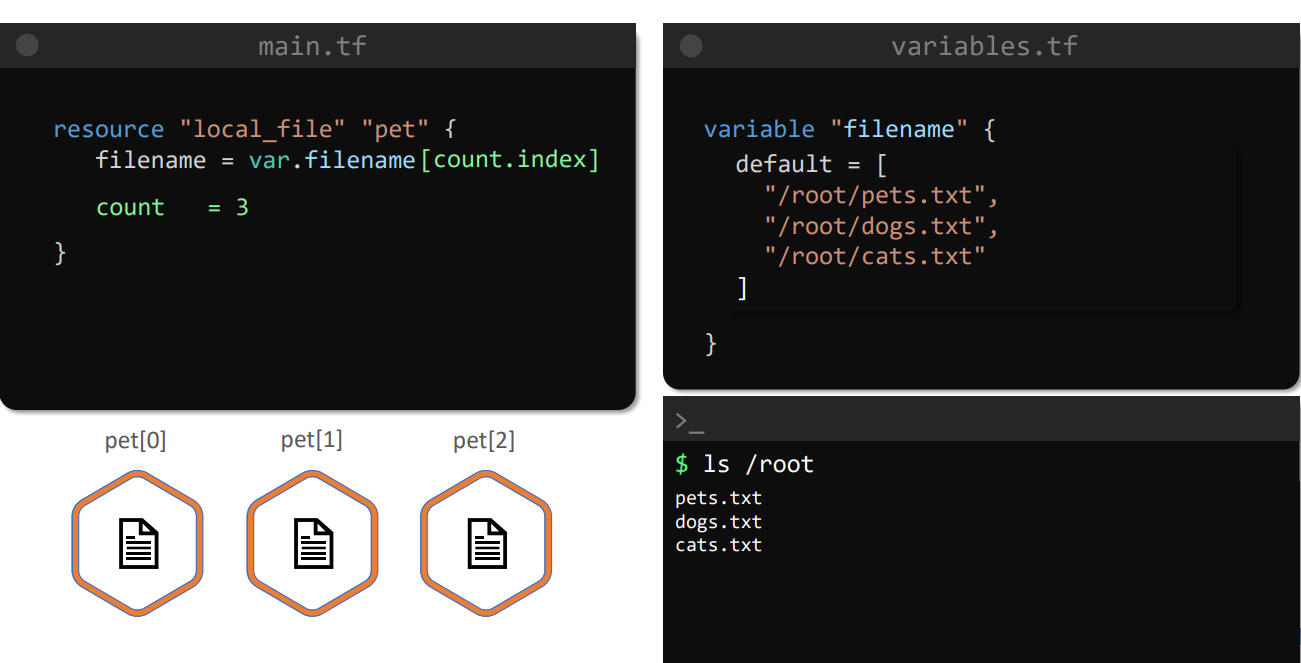 main.tf
resource "local_file" "pet" {
filename = var.filename[count.index]
count = 3
}
pet[0]
pet[1]
pet[2]
variables.tf
variable "filename" {
default = [
"/root/pets.txt",
"/root/dogs.txt",
"/root/cats.txt"
]
}
>_
$ ls /root
pets.txt
dogs.txt
cats.txt